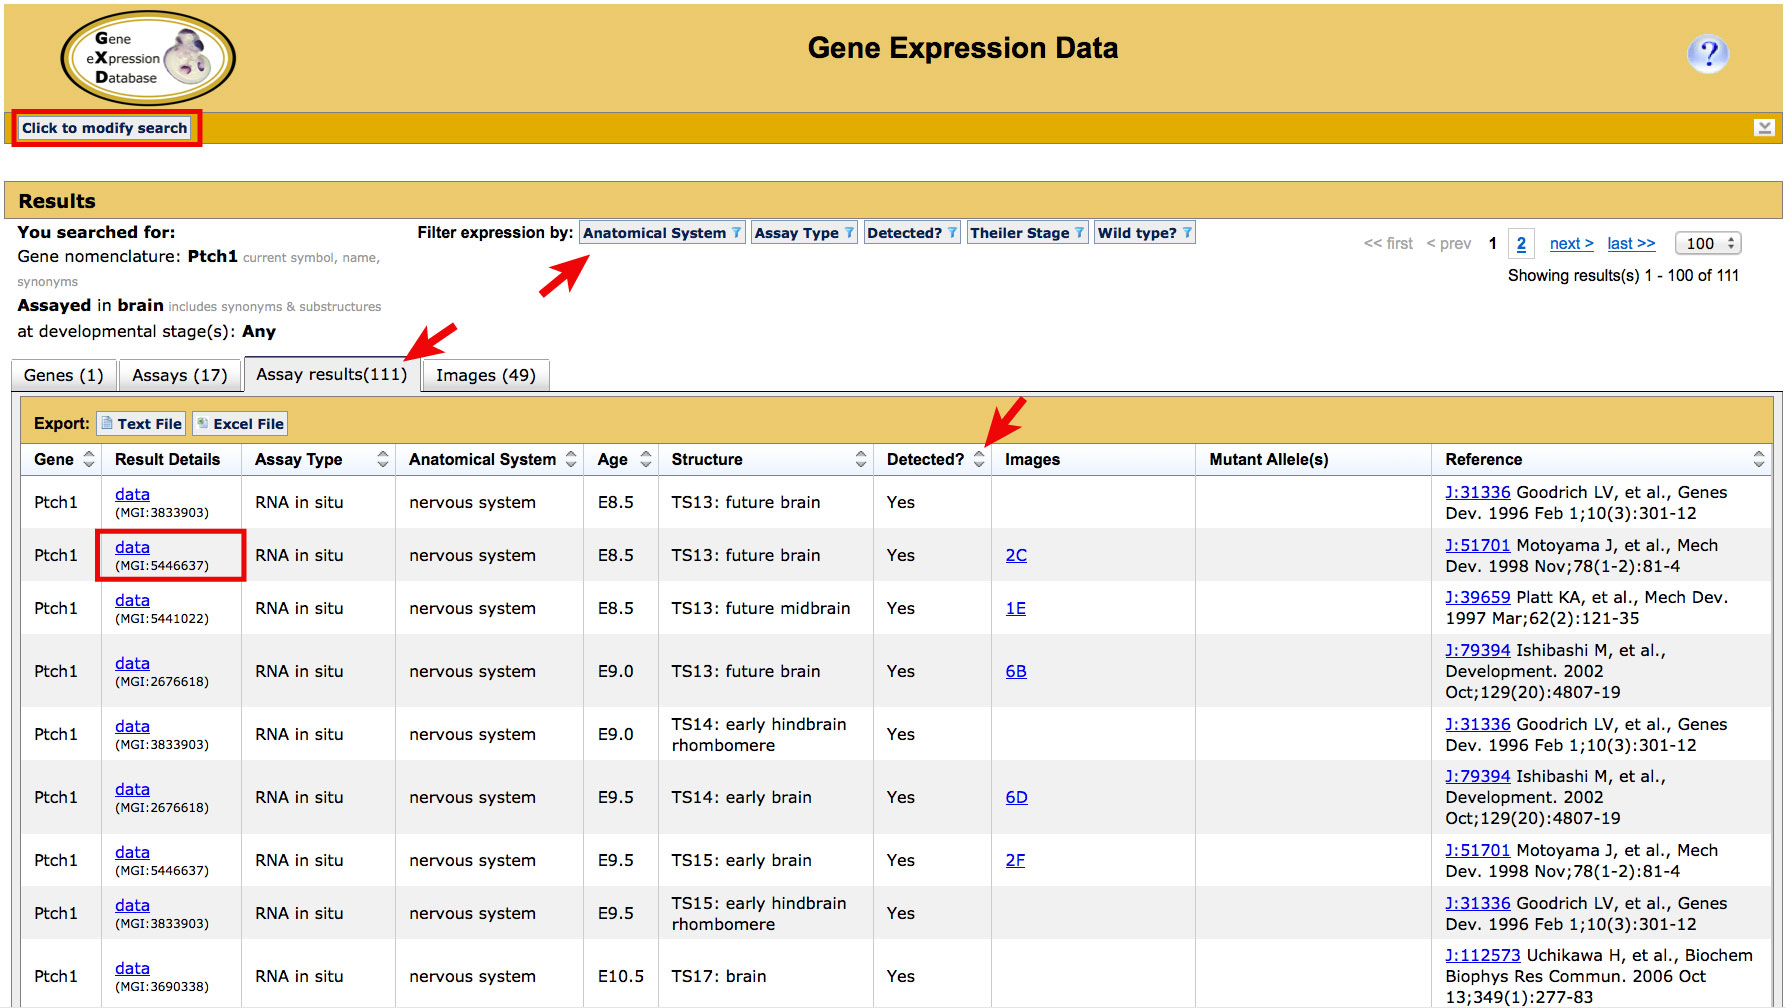 Gene
eXpression
Database
Gene Expression Data
?
Click to modify search
Results
You searched for:
Gene nomenclature: Ptch1 current symbol, name,
synonyms
Assayed in brain includes synonyms & substructures
at developmental stage(s): Any
Filter expression by: Anatomical System Assay Type Detected? Theiler Stage Wild type?
<< first < prev 1 2 next > last >> 100
Showing results(s) 1 - 100 of 111
Genes (1) Assays (17) Assay results(111) Images (49)
Export: Text File Excel File
Gene Result Details Assay Type Anatomical System Age Structure Detected? Images Mutant Allele(s) Reference
Ptch1 data RNA in situ nervous system E8.5 TS13: future brain Yes J:31336 Goodrich LV, et al., Genes
(MGI:3833903) Dev. 1996 Feb 1;10(3):301-12
Ptch1 data RNA in situ nervous system E8.5 TS13: future brain Yes 2C J:51701 Motoyama J, et al., Mech
(MGI:5446637) Dev. 1998 Nov;78(1-2):81-4
Ptch1 data RNA in situ nervous system E8.5 TS13: future midbrain Yes 1E J:39659 Platt KA, et al., Mech Dev.
(MGI:5441022) 1997 Mar;62(2):121-35
Ptch1 data RNA in situ nervous system E9.0 TS13: future brain Yes 6B J:79394 Ishibashi M, et al.,
(MGI:2676618) Development. 2002
Oct;129(20):4807-19
Ptch1 data RNA in situ nervous system E9.0 TS14: early hindbrain Yes J:31336 Goodrich LV, et al., Genes
(MGI:3833903) rhombomere Dev. 1996 Feb 1;10(3):301-12
Ptch1 data RNA in situ nervous system E9.5 TS14: early brain Yes 6D J:79394 Ishibashi M, et al.,
(MGI:2676618) Development. 2002
Oct;129(20):4807-19
Ptch1 data RNA in situ nervous system E9.5 TS15: early brain Yes 2F J:51701 Motoyama J, et al., Mech
(MGI:5446637) Dev. 1998 Nov;78(1-2):81-4
Ptch1 data RNA in situ nervous system E9.5 TS15: early hindbrain Yes J:31336 Goodrich LV, et al., Genes
(MGI:3833903) rhombomere Dev. 1996 Feb 1;10(3):301-12
Ptch1 data RNA in situ nervous system E10.5 TS17: brain Yes J:112573 Uchikawa H, et al., Biochem
(MGI:3690338) Biophys Res Commun. 2006 Oct
13;349(1):277-83